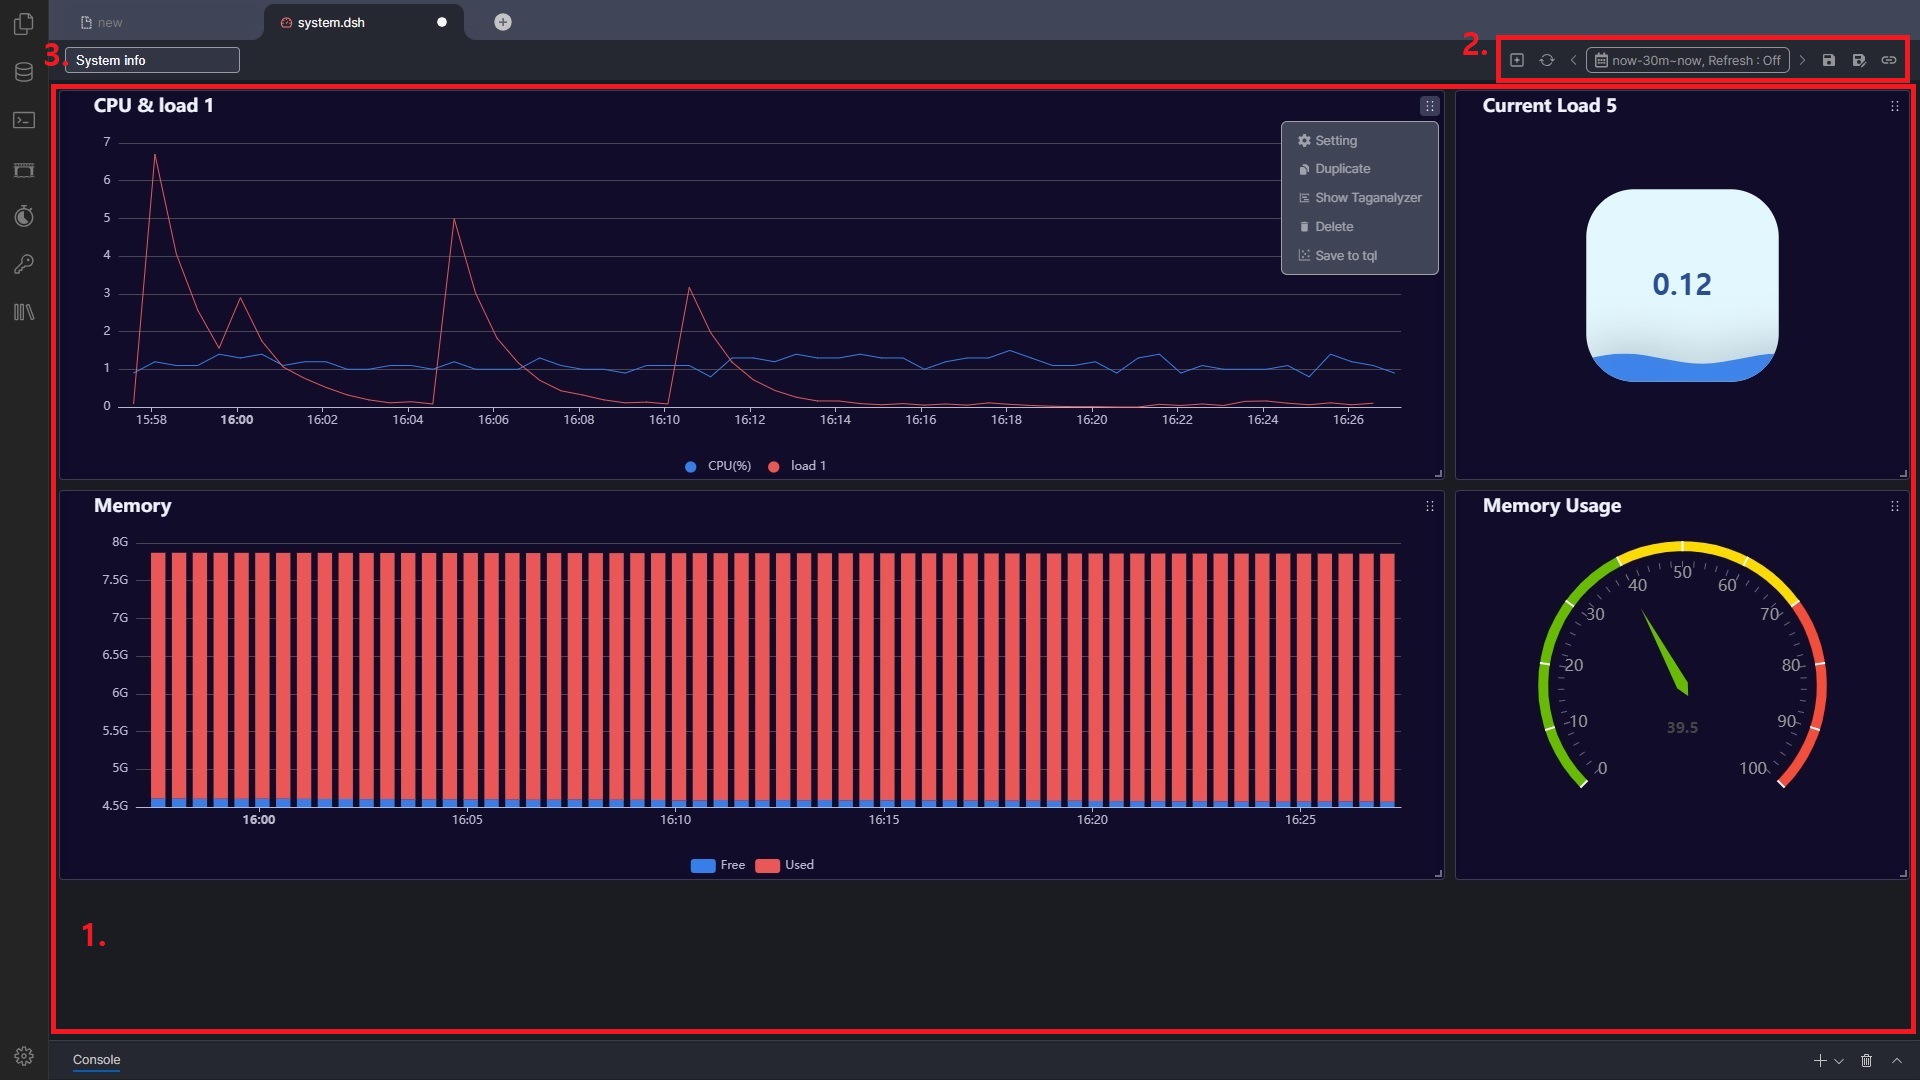 new
system.dsh
3.
System info
2.
now-30m~now, Refresh : Off
CPU & load 1
7
6
5
4
3
2
1
0
15:58 16:00 16:02 16:04 16:06 16:08 16:10 16:12 16:14 16:16 16:18 16:20 16:22 16:24 16:26
CPU(%) load 1
Setting
Duplicate
Show Taganalyzer
Delete
Save to tql
Current Load 5
0.12
Memory
8G
7.5G
7G
6.5G
6G
5.5G
5G
4.5G
16:00 16:05 16:10 16:15 16:20 16:25
Free Used
Memory Usage
0
10
20
30
40
50
60
70
80
90
100
39.5
1.
Console